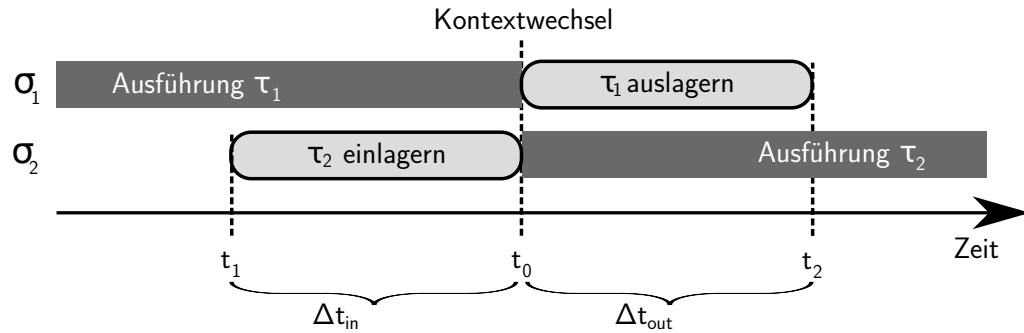 Kontextwechsel
σ₁ Ausführung τ₁ τ₁ auslagern
σ₂ τ₂ einlagern Ausführung τ₂
Zeit
t₁ t₀ t₂
Δtᵢₙ Δtₒᵤₜ